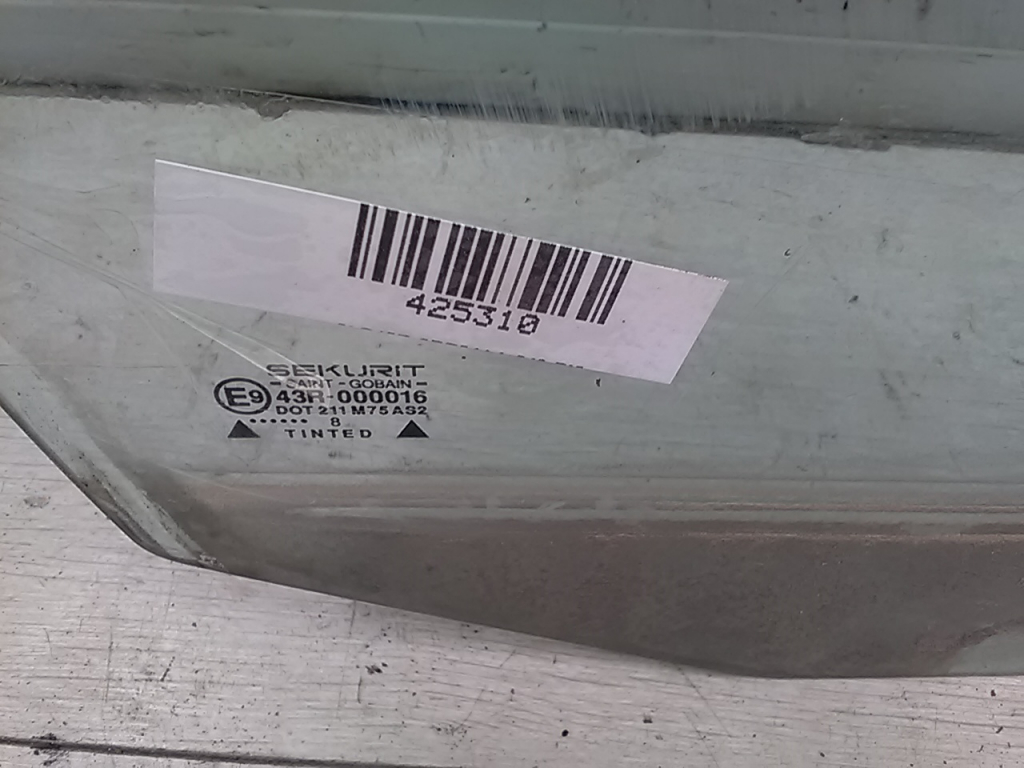 425310
SEKURIT
- SAINT - GOBAIN -
E9 43R-000016
DOT 211 M75 AS2
......
8
TINTED